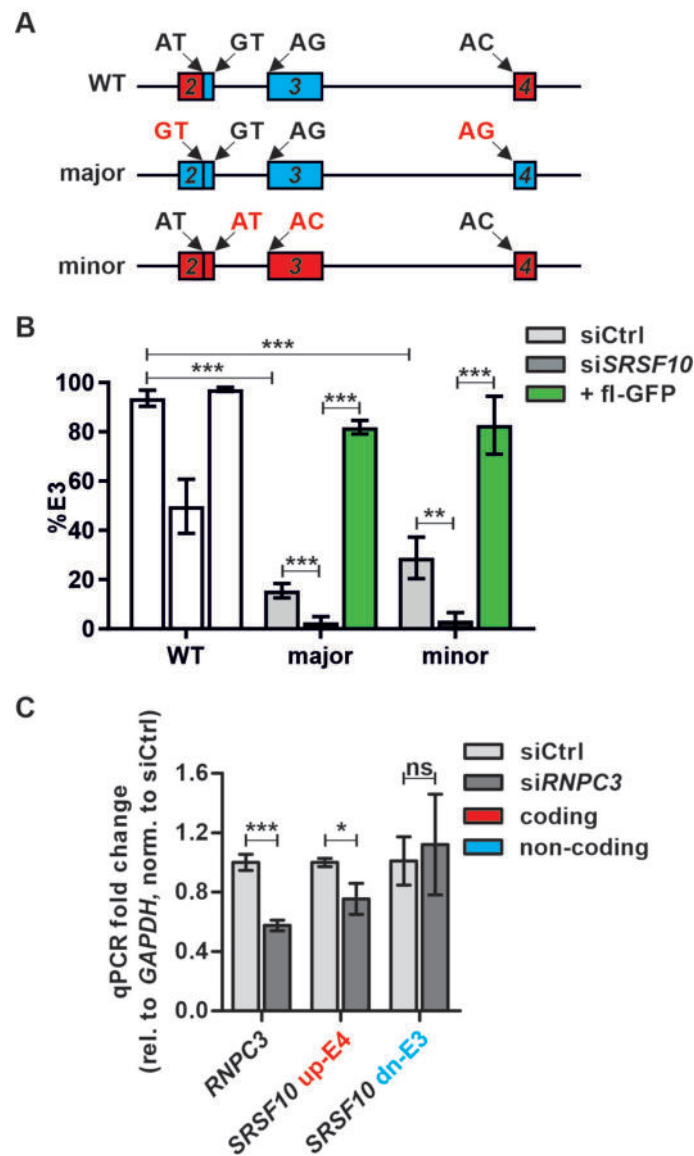 A
AT GT AG AC
WT 2 3 4
GT GT AG AG
major 2 3 4
AT AT AC AC
minor 2 3 4
B
siCtrl
siSRSF10
+ fl-GFP
***
***
*** ***
*** **
%E3
100
80
60
40
20
0
WT major minor
C
siCtrl
siRNPC3
coding
non-coding
qPCR fold change
(rel. to GAPDH, norm. to siCtrl)
1.6
1.2
0.8
0.4
0.0
*** * ns
RNPC3
SRSF10 up-E4
SRSF10 dn-E3